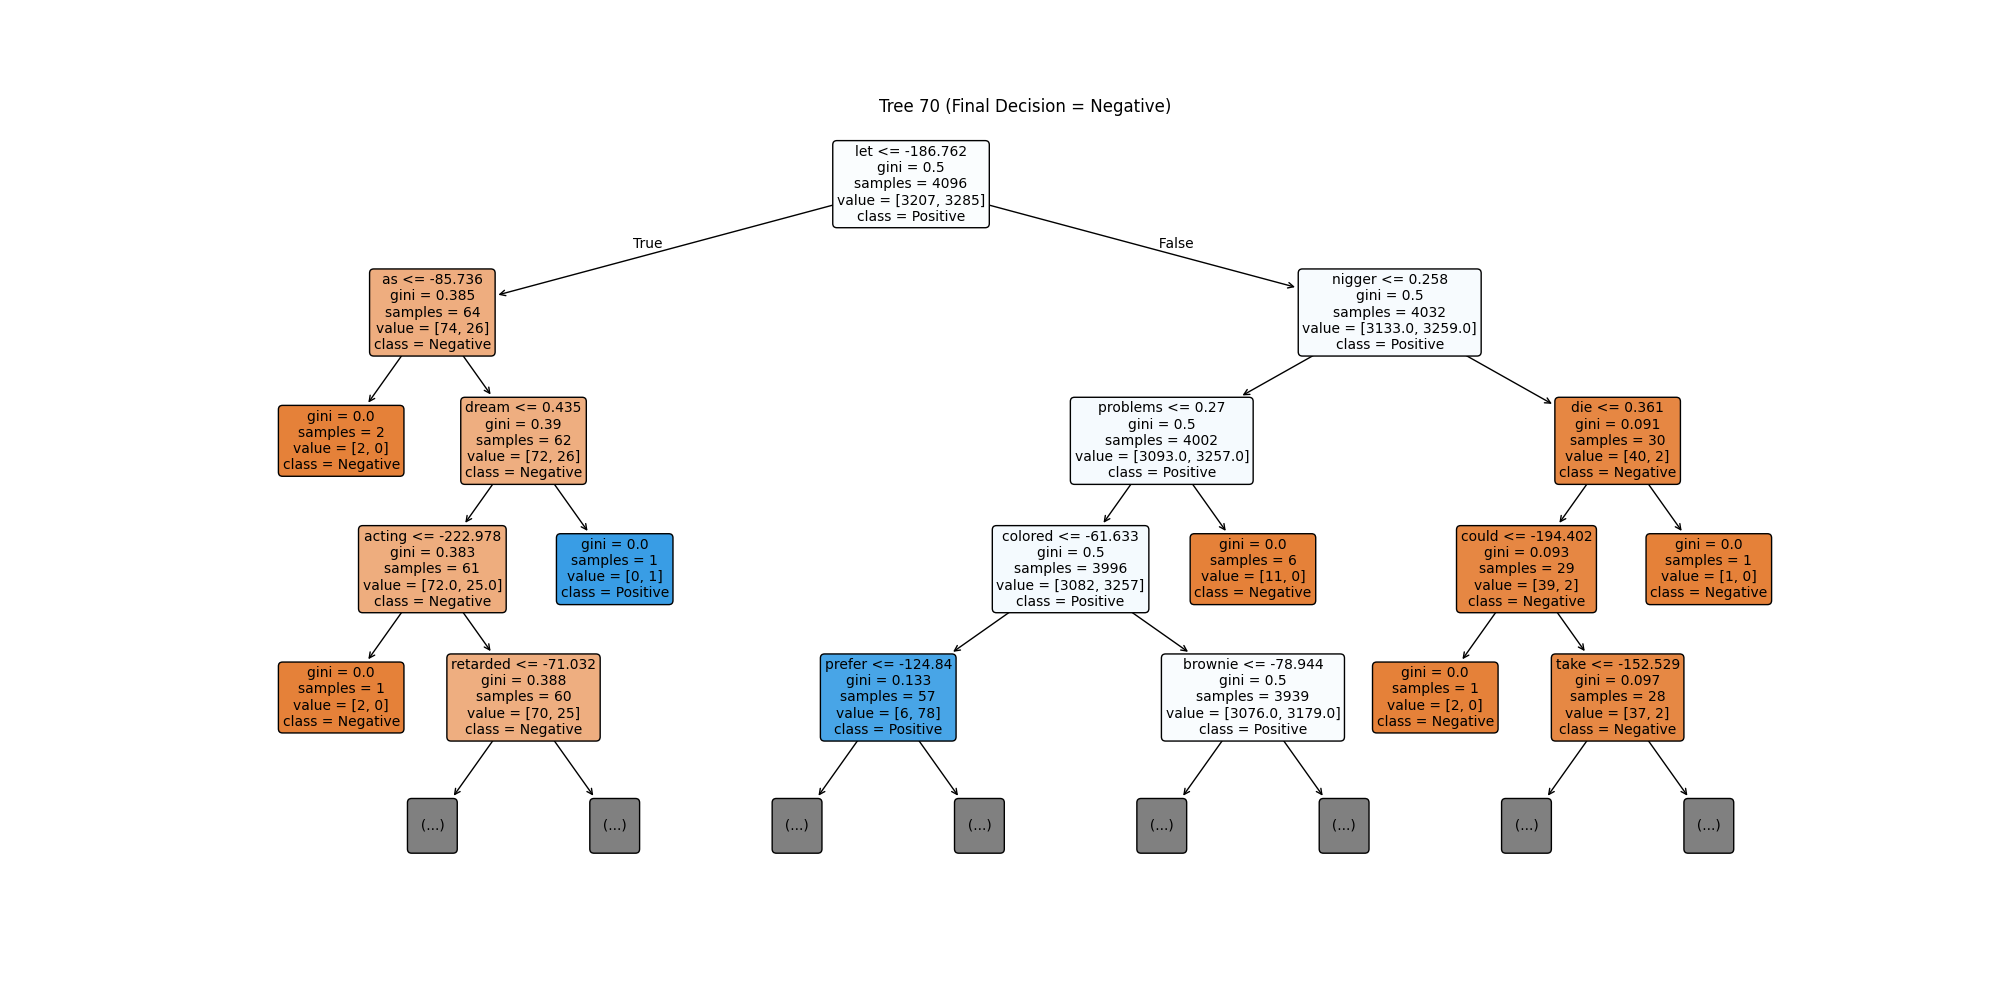 Tree 70 (Final Decision = Negative)
let <= -186.762
gini = 0.5
samples = 4096
value = [3207, 3285]
class = Positive
True
False
as <= -85.736
gini = 0.385
samples = 64
value = [74, 26]
class = Negative
nigger <= 0.258
gini = 0.5
samples = 4032
value = [3133.0, 3259.0]
class = Positive
gini = 0.0
samples = 2
value = [2, 0]
class = Negative
dream <= 0.435
gini = 0.39
samples = 62
value = [72, 26]
class = Negative
problems <= 0.27
gini = 0.5
samples = 4002
value = [3093.0, 3257.0]
class = Positive
die <= 0.361
gini = 0.091
samples = 30
value = [40, 2]
class = Negative
acting <= -222.978
gini = 0.383
samples = 61
value = [72.0, 25.0]
class = Negative
gini = 0.0
samples = 1
value = [0, 1]
class = Positive
colored <= -61.633
gini = 0.5
samples = 3996
value = [3082, 3257]
class = Positive
gini = 0.0
samples = 6
value = [11, 0]
class = Negative
could <= -194.402
gini = 0.093
samples = 29
value = [39, 2]
class = Negative
gini = 0.0
samples = 1
value = [1, 0]
class = Negative
gini = 0.0
samples = 1
value = [2, 0]
class = Negative
retarded <= -71.032
gini = 0.388
samples = 60
value = [70, 25]
class = Negative
prefer <= -124.84
gini = 0.133
samples = 57
value = [6, 78]
class = Positive
brownie <= -78.944
gini = 0.5
samples = 3939
value = [3076.0, 3179.0]
class = Positive
gini = 0.0
samples = 1
value = [2, 0]
class = Negative
take <= -152.529
gini = 0.097
samples = 28
value = [37, 2]
class = Negative
(...)
(...)
(...)
(...)
(...)
(...)
(...)
(...)